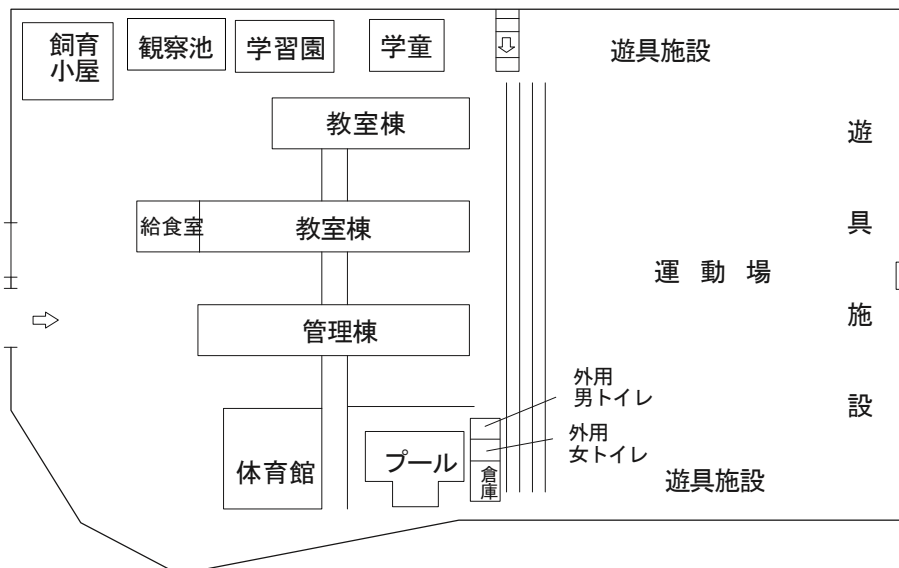 飼育
小屋
観察池
学習園
学童
遊具施設
教室棟
遊具施設
給食室
教室棟
運動場
管理棟
外用
男トイレ
外用
女トイレ
体育館
プール
倉庫
遊具施設